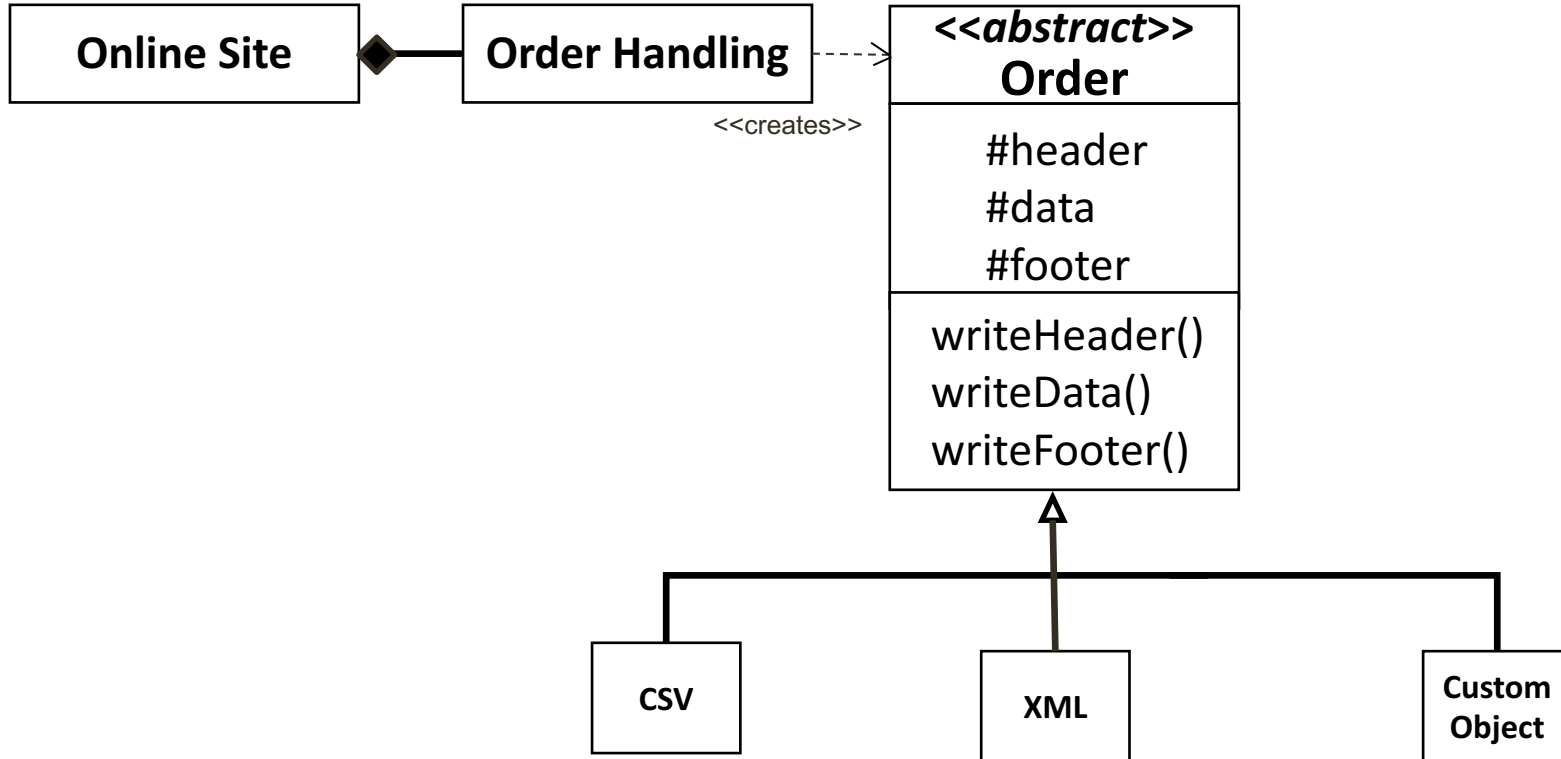 Online Site
Order Handling
<<abstract>>
Order
<<creates>>
#header
#data
#footer
writeHeader()
writeData()
writeFooter()
CSV
XML
Custom
Object